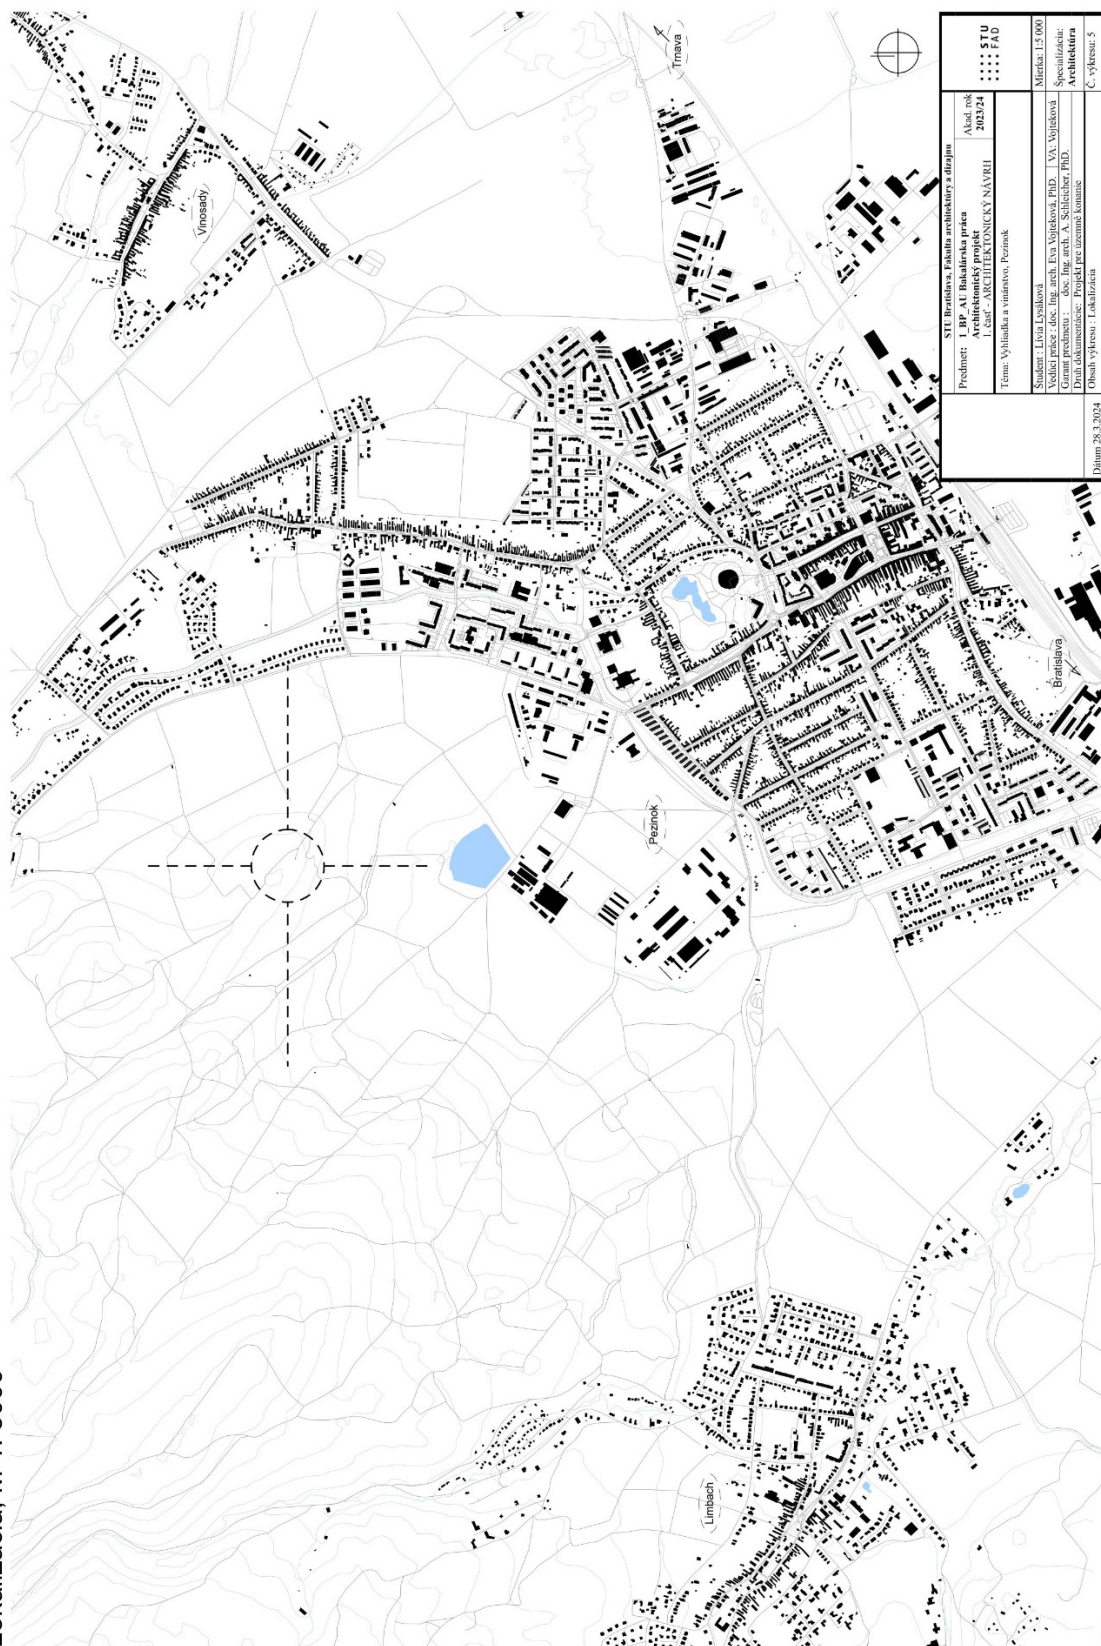 Trnava
Vinosady
Pezinok
Bratislava
Limbach
STU Bratislava, Fakulta architektúry a dizajnu
Predmet: 1_BP_AU Bakalárska práca
Architektonický projekt
1. časť - ARCHITEKTONICKÝ NÁVRH
Akad. rok
2023/24
STU
FAD
Téma: Vyhliadka a vinárstvo, Pezinok
Študent : Lívia Lysáková
Mierka: 1:5 000
Vedúci práce : doc. Ing. arch. Eva Vojteková, PhD.
VA: Vojteková
Špecializácia:
Architektúra
Garant predmetu : doc. Ing. arch. A. Schleicher, PhD.
Druh dokumentácie: Projekt pre územné konanie
Dátum 28.3.2024
Obsah výkresu : Lokalizácia
Č. výkresu: 5